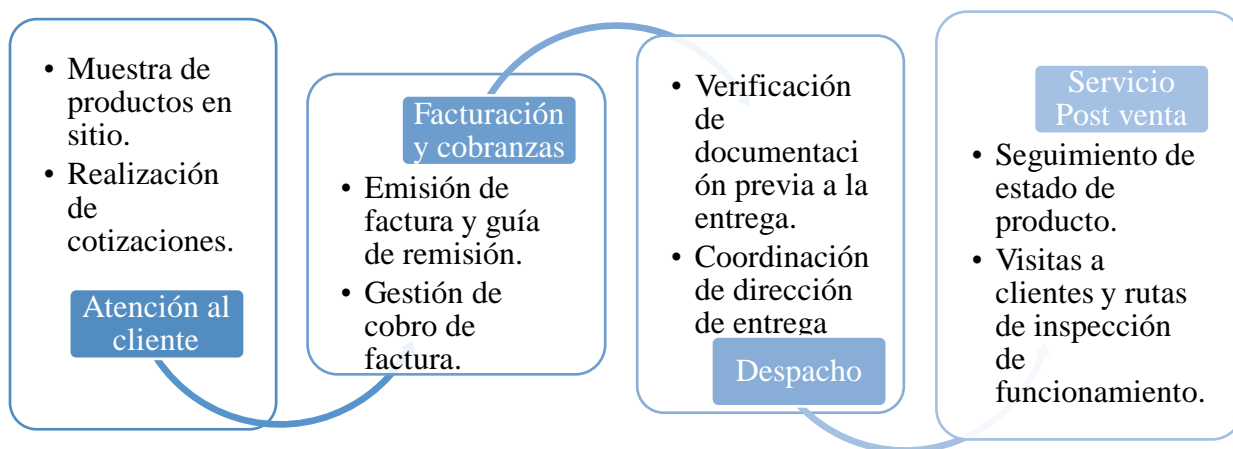 • Muestra de
productos en
sitio.
• Realización
de
cotizaciones.
Atención al
cliente
Facturación
y cobranzas
• Emisión de
factura y guía
de remisión.
• Gestión de
cobro de
factura.
• Verificación
de
documentaci
ón previa a la
entrega.
• Coordinación
de dirección
de entrega
Despacho
Servicio
Post venta
• Seguimiento de
estado de
producto.
• Visitas a
clientes y rutas
de inspección
de
funcionamiento.